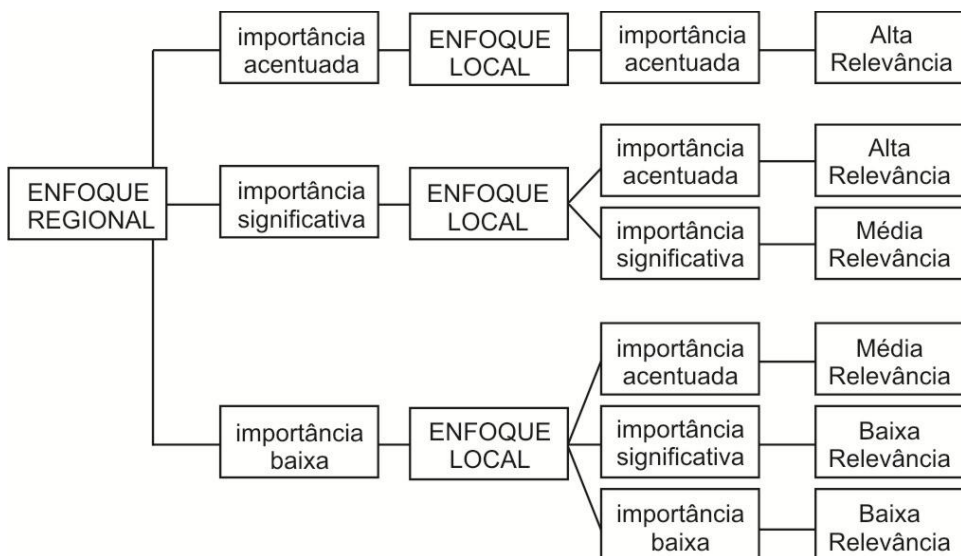 importância
acentuada
ENFOQUE
LOCAL
importância
acentuada
Alta
Relevância
ENFOQUE
REGIONAL
importância
significativa
ENFOQUE
LOCAL
importância
acentuada
Alta
Relevância
importância
significativa
Média
Relevância
importância
baixa
ENFOQUE
LOCAL
importância
acentuada
Média
Relevância
importância
significativa
Baixa
Relevância
importância
baixa
Baixa
Relevância